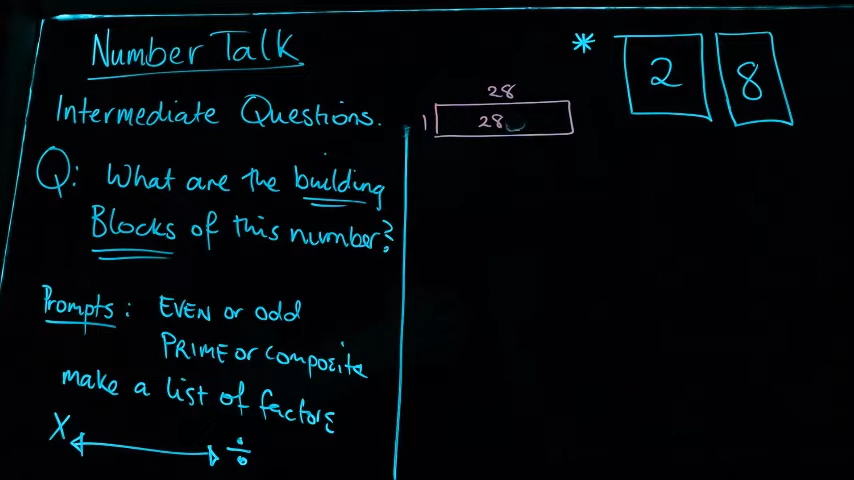 Number Talk
Intermediate Questions.
Q: What are the building
Blocks of this number?
Prompts: EVEN or odd
PRIME or composite
make a list of factors
X ÷
28
1 28
* 2 8